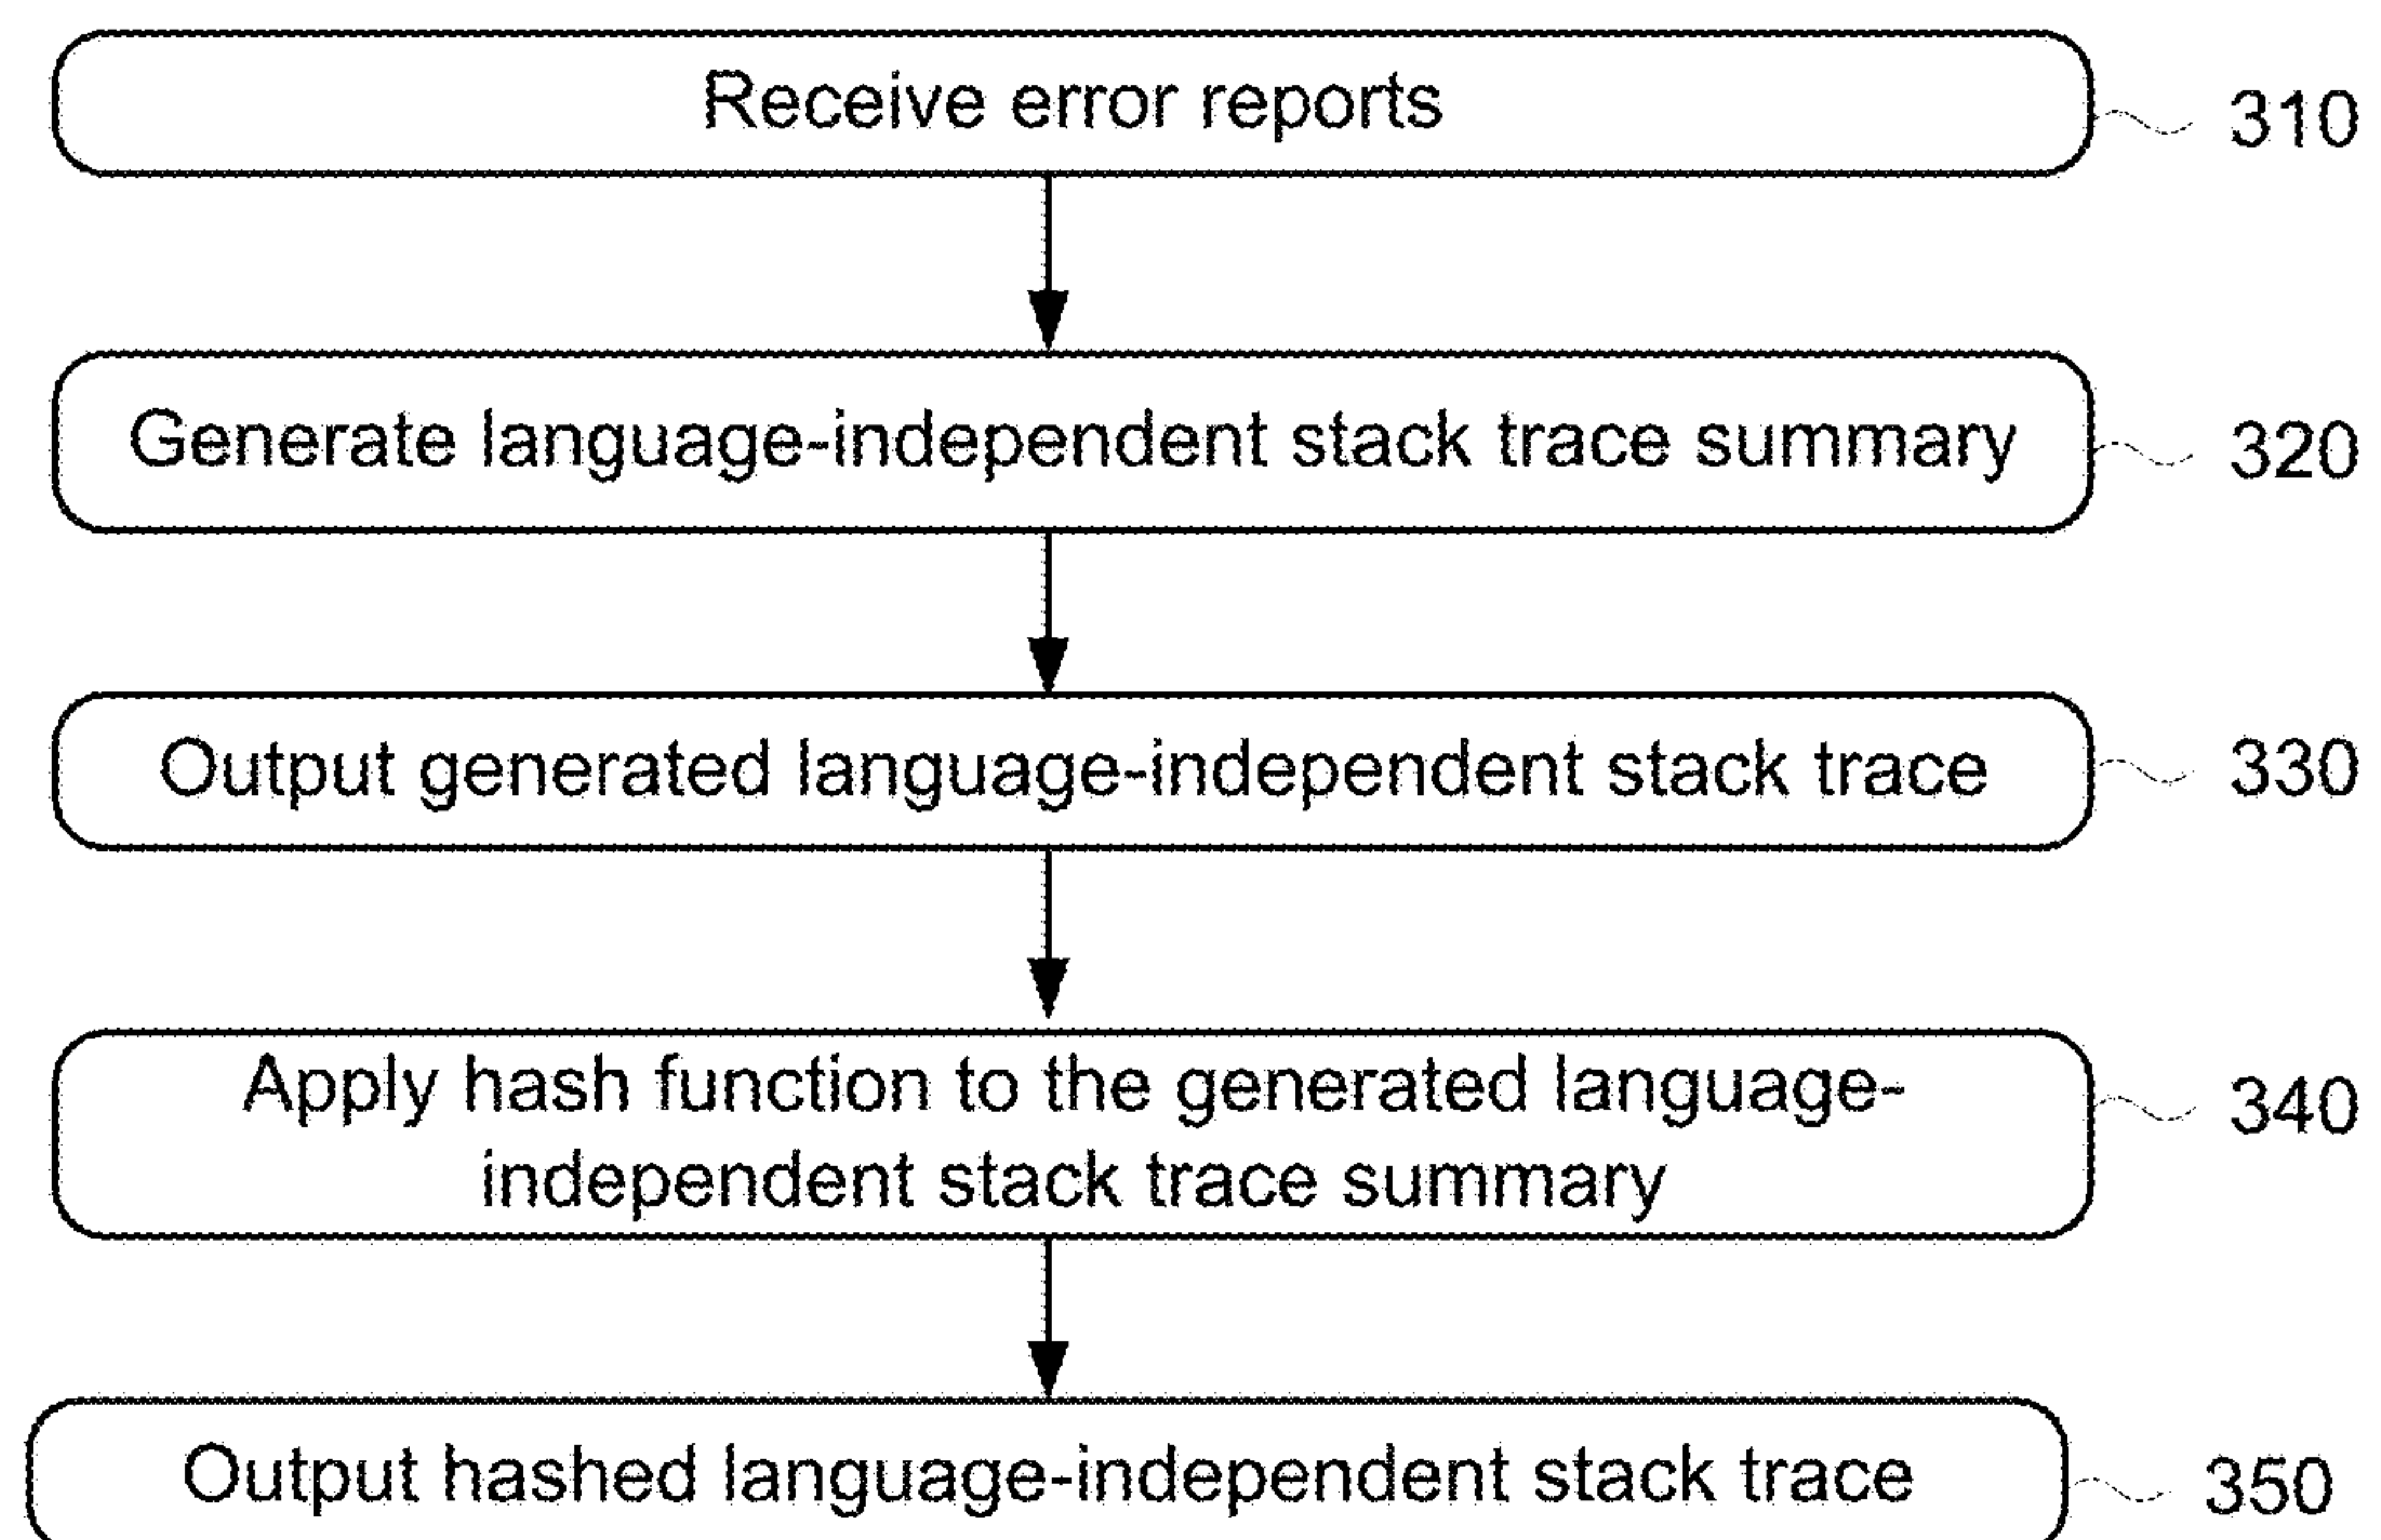 Receive error reports
310
Generate language-independent stack trace summary
320
Output generated language-independent stack trace
330
Apply hash function to the generated language-
independent stack trace summary
340
Output hashed language-independent stack trace
350